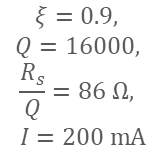 ξ = 0.9,
Q = 16000,
R_s/Q = 86 Ω,
I = 200 mA